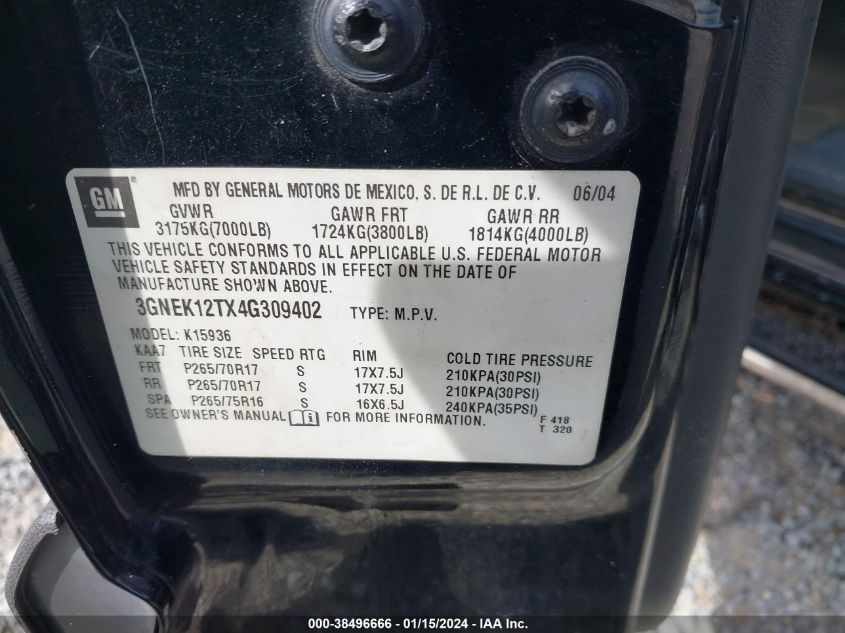 GM
MFD BY GENERAL MOTORS DE MEXICO, S. DE R.L. DE C.V. 06/04
GVWR GAWR FRT GAWR RR
3175KG(7000LB) 1724KG(3800LB) 1814KG(4000LB)
THIS VEHICLE CONFORMS TO ALL APPLICABLE U.S. FEDERAL MOTOR
VEHICLE SAFETY STANDARDS IN EFFECT ON THE DATE OF
MANUFACTURE SHOWN ABOVE.
3GNEK12TX4G309402 TYPE: M.P.V.
MODEL: K15936
KAA7 TIRE SIZE SPEED RTG RIM COLD TIRE PRESSURE
FRT P265/70R17 S 17X7.5J 210KPA(30PSI)
RR P265/70R17 S 17X7.5J 210KPA(30PSI)
SPA P265/75R16 S 16X6.5J 240KPA(35PSI)
SEE OWNER'S MANUAL FOR MORE INFORMATION. F 418
T 320
000-38496666 - 01/15/2024 - IAA Inc.